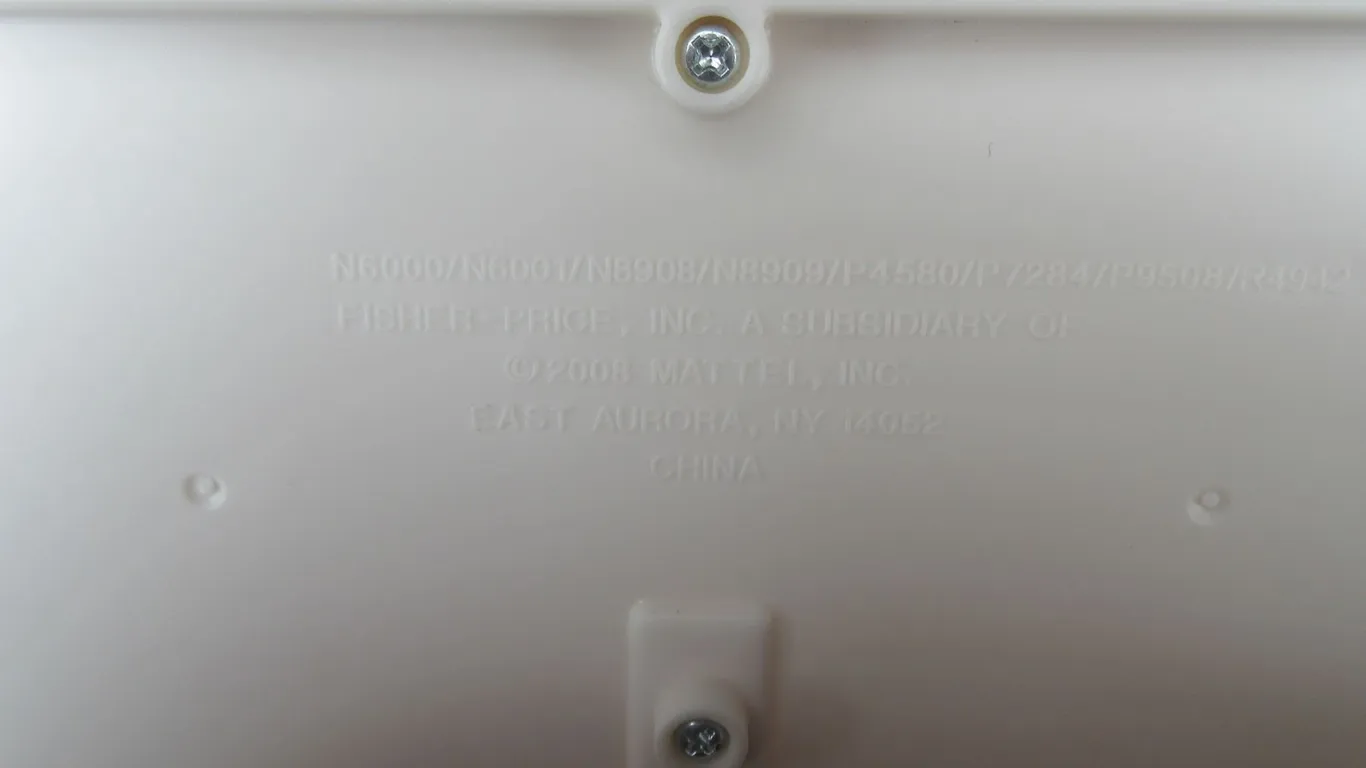 N6000/N6001/N8908/N8909/P4580/P7284/P9508/R4942
FISHER-PRICE, INC. A SUBSIDIARY OF
©2008 MATTEL, INC.
EAST AURORA, NY 14052
CHINA